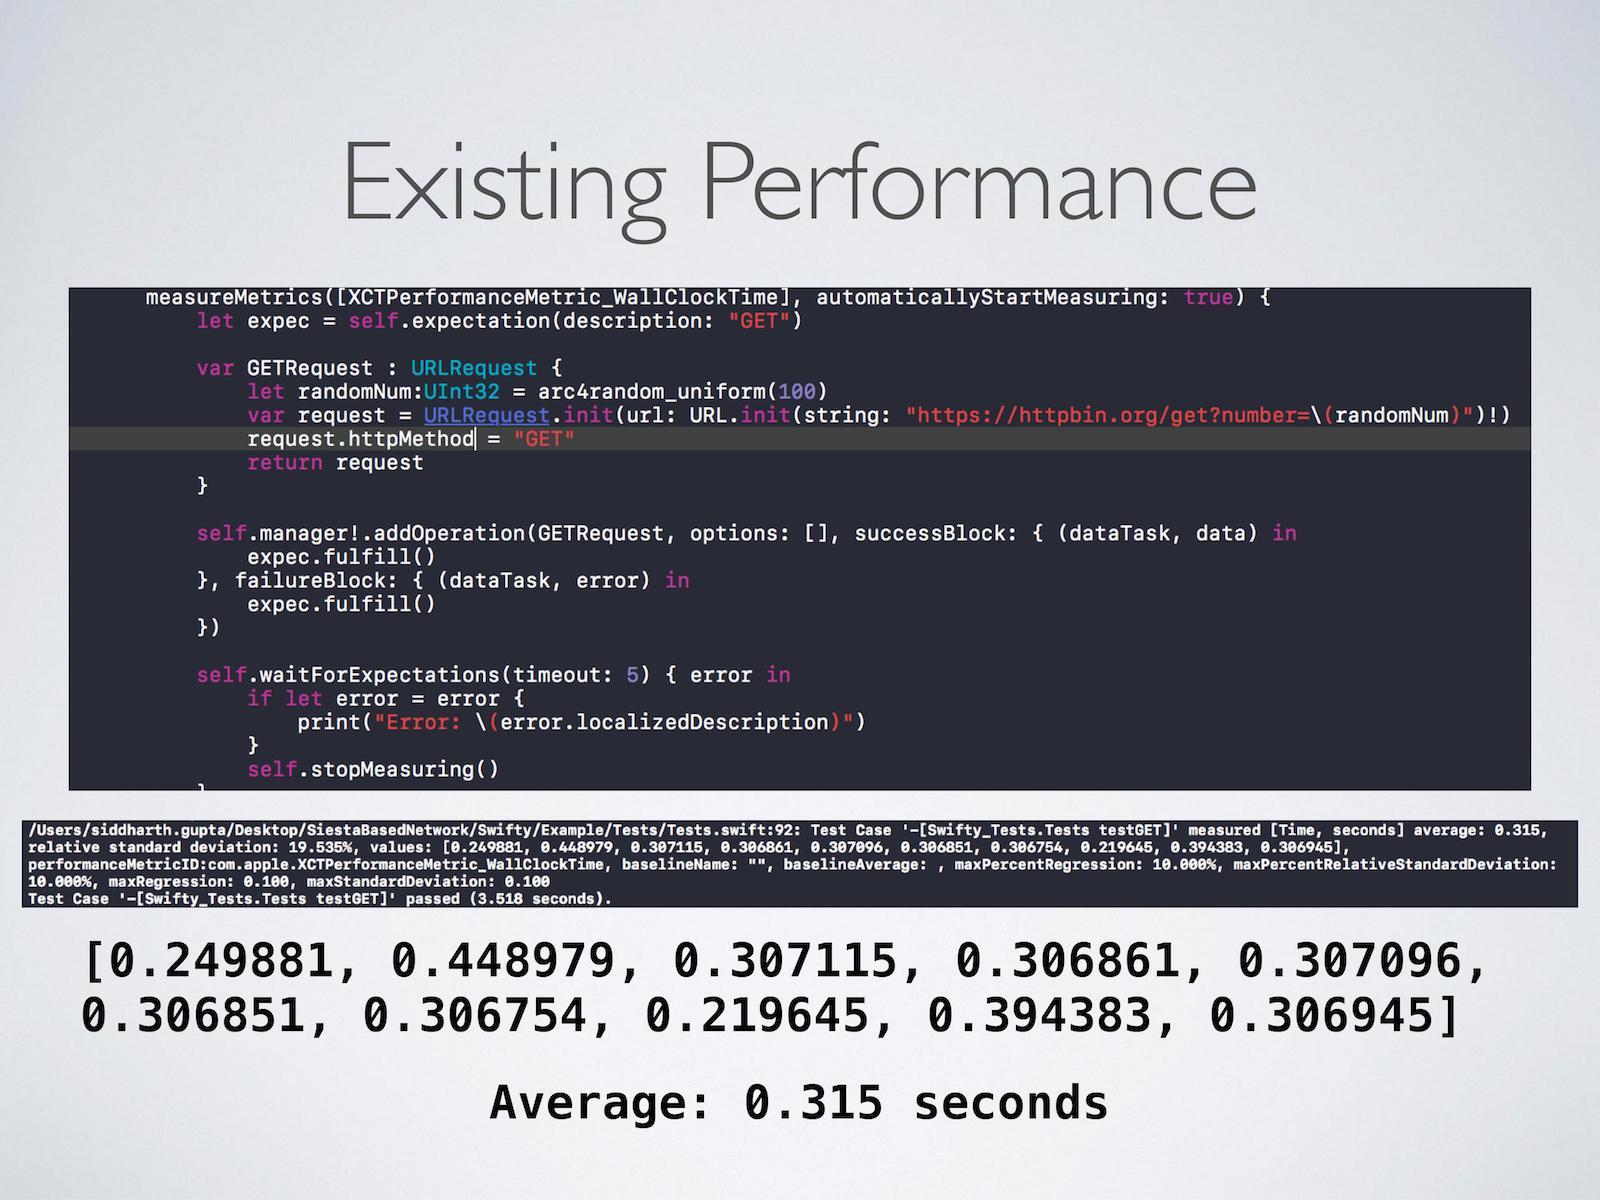 Existing Performance
measureMetrics([XCTPerformanceMetric_WallClockTime], automaticallyStartMeasuring: true) {
let expec = self.expectation(description: "GET")
var GETRequest : URLRequest {
let randomNum:UInt32 = arc4random_uniform(100)
var request = URLRequest.init(url: URL.init(string: "https://httpbin.org/get?number=\(randomNum)")!)
request.httpMethod = "GET"
return request
}
self.manager!.addOperation(GETRequest, options: [], successBlock: { (dataTask, data) in
expec.fulfill()
}, failureBlock: { (dataTask, error) in
expec.fulfill()
})
self.waitForExpectations(timeout: 5) { error in
if let error = error {
print("Error: \(error.localizedDescription)")
}
self.stopMeasuring()
}
/Users/siddharth.gupta/Desktop/SiestaBasedNetwork/Swifty/Example/Tests/Tests.swift:92: Test Case '-[Swifty_Tests.Tests testGET]' measured [Time, seconds] average: 0.315,
relative standard deviation: 19.535%, values: [0.249881, 0.448979, 0.307115, 0.306861, 0.307096, 0.306851, 0.306754, 0.219645, 0.394383, 0.306945],
performanceMetricID:com.apple.XCTPerformanceMetric_WallClockTime, baselineName: "", baselineAverage: , maxPercentRegression: 10.000%, maxPercentRelativeStandardDeviation:
10.000%, maxRegression: 0.100, maxStandardDeviation: 0.100
Test Case '-[Swifty_Tests.Tests testGET]' passed (3.518 seconds).
[0.249881, 0.448979, 0.307115, 0.306861, 0.307096,
0.306851, 0.306754, 0.219645, 0.394383, 0.306945]
Average: 0.315 seconds